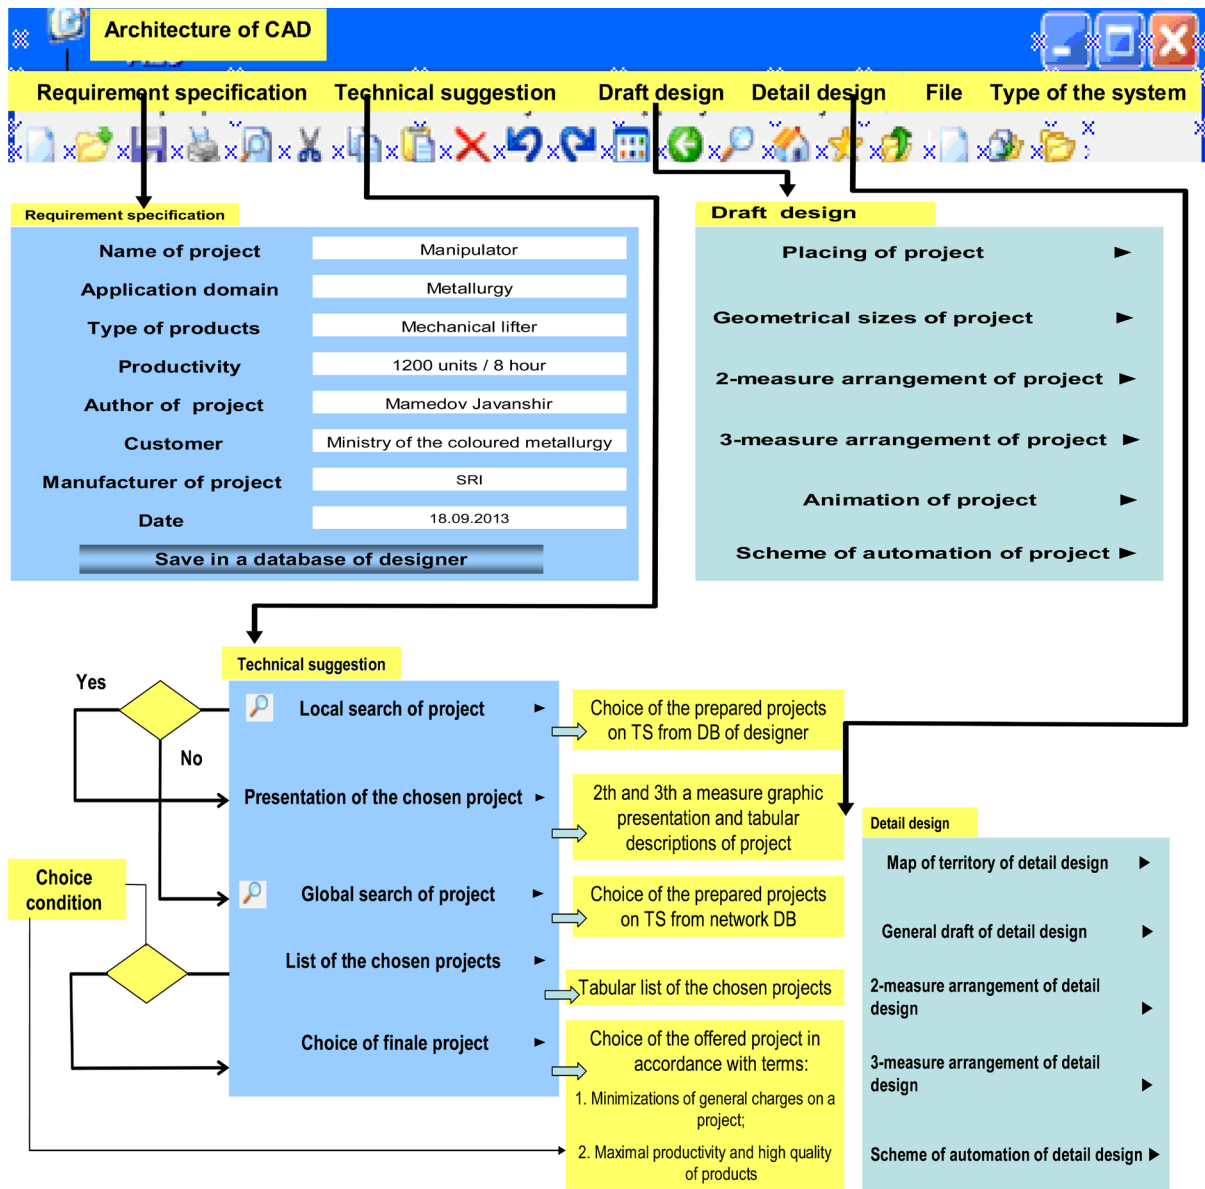 Architecture of CAD
Requirement specification Technical suggestion Draft design Detail design File Type of the system
Requirement specification
Name of project Manipulator
Application domain Metallurgy
Type of products Mechanical lifter
Productivity 1200 units / 8 hour
Author of project Mamedov Javanshir
Customer Ministry of the coloured metallurgy
Manufacturer of project SRI
Date 18.09.2013
Save in a database of designer
Draft design
Placing of project
Geometrical sizes of project
2-measure arrangement of project
3-measure arrangement of project
Animation of project
Scheme of automation of project
Technical suggestion
Yes
No
Local search of project
Choice of the prepared projects
on TS from DB of designer
Presentation of the chosen project
2th and 3th a measure graphic
presentation and tabular
descriptions of project
Choice
condition
Global search of project
Choice of the prepared projects
on TS from network DB
List of the chosen projects
Tabular list of the chosen projects
Choice of finale project
Choice of the offered project in
accordance with terms:
1. Minimizations of general charges on a
project;
2. Maximal productivity and high quality
of products
Detail design
Map of territory of detail design
General draft of detail design
2-measure arrangement of detail
design
3-measure arrangement of detail
design
Scheme of automation of detail design